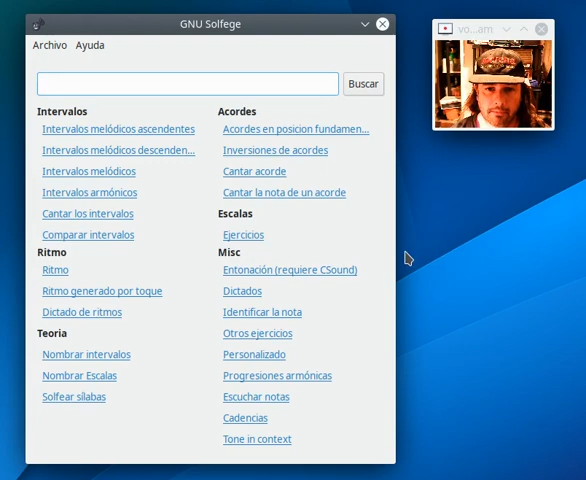 GNU Solfege
Archivo Ayuda
Buscar
Intervalos
Intervalos melódicos ascendentes
Intervalos melódicos descenden...
Intervalos melódicos
Intervalos armónicos
Cantar los intervalos
Comparar intervalos
Ritmo
Ritmo
Ritmo generado por toque
Dictado de ritmos
Teoria
Nombrar intervalos
Nombrar Escalas
Solfear sílabas
Acordes
Acordes en posicion fundamen...
Inversiones de acordes
Cantar acorde
Cantar la nota de un acorde
Escalas
Ejercicios
Misc
Entonación (requiere CSound)
Dictados
Identificar la nota
Otros ejercicios
Personalizado
Progresiones armónicas
Escuchar notas
Cadencias
Tone in context
vo...am